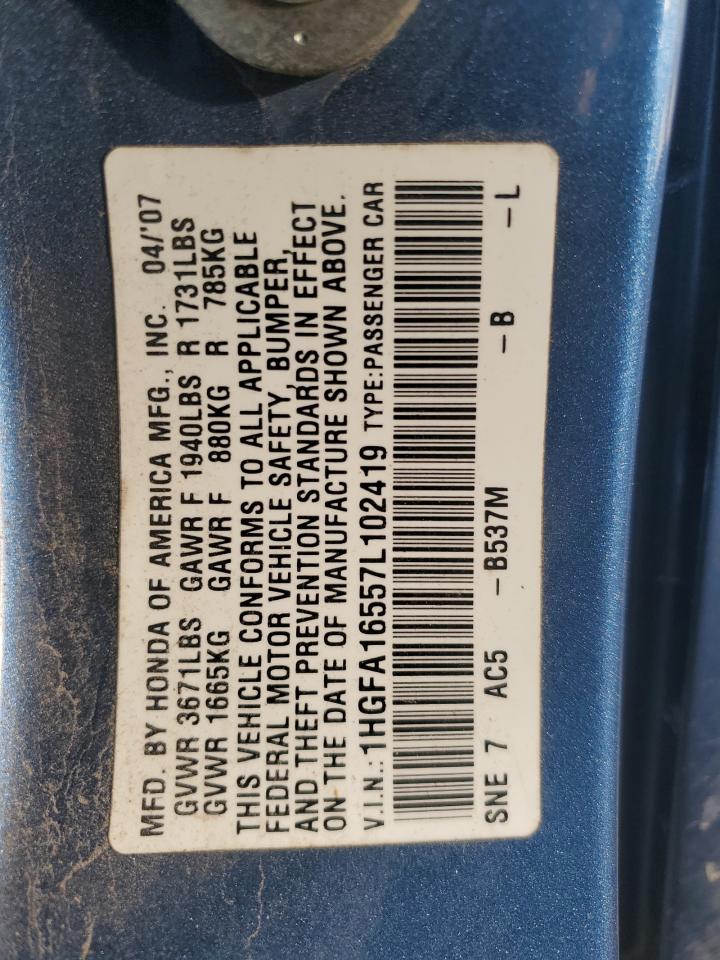 MFD. BY HONDA OF AMERICA MFG., INC. 04/'07
GVWR 3671LBS GAWR F 1940LBS R 1731LBS
GVWR 1665KG GAWR F 880KG R 785KG
THIS VEHICLE CONFORMS TO ALL APPLICABLE
FEDERAL MOTOR VEHICLE SAFETY, BUMPER,
AND THEFT PREVENTION STANDARDS IN EFFECT
ON THE DATE OF MANUFACTURE SHOWN ABOVE.
V.I.N.: 1HGFA16557L102419 TYPE:PASSENGER CAR
SNE 7 AC5 -B537M -B -L